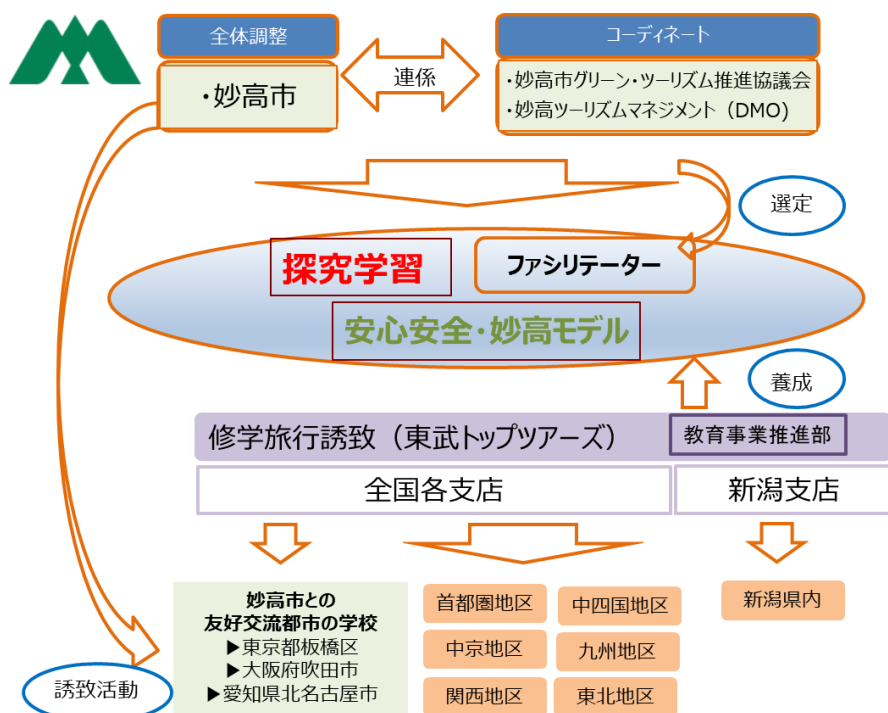 全体調整
コーディネート
・妙高市
連係
・妙高市グリーン・ツーリズム推進協議会
・妙高ツーリズムマネジメント（DMO）
選定
探究学習
ファシリテーター
安心安全・妙高モデル
養成
修学旅行誘致（東武トップツアーズ）
教育事業推進部
全国各支店
新潟支店
妙高市との
友好交流都市の学校
▶東京都板橋区
▶大阪府吹田市
▶愛知県北名古屋市
首都圏地区
中四国地区
新潟県内
中京地区
九州地区
関西地区
東北地区
誘致活動